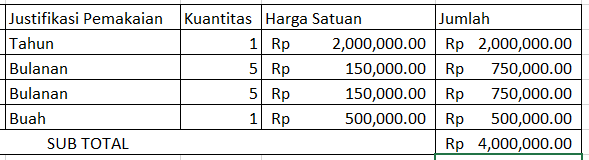 Justifikasi Pemakaian Kuantitas Harga Satuan Jumlah
Tahun 1 Rp 2,000,000.00 Rp 2,000,000.00
Bulanan 5 Rp 150,000.00 Rp 750,000.00
Bulanan 5 Rp 150,000.00 Rp 750,000.00
Buah 1 Rp 500,000.00 Rp 500,000.00
SUB TOTAL Rp 4,000,000.00